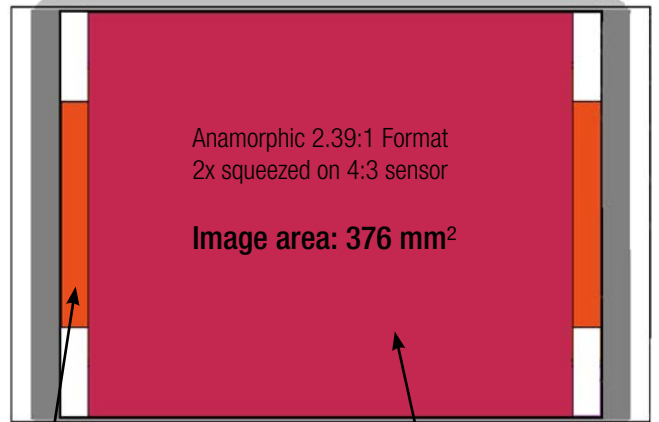 Anamorphic 2.39:1 Format
2x squeezed on 4:3 sensor
Image area: 376 mm²